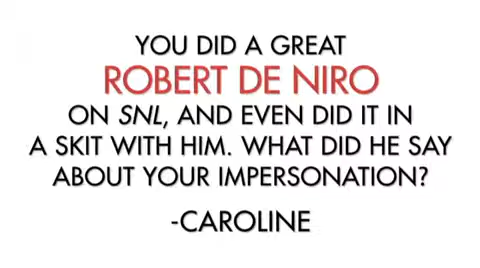 YOU DID A GREAT
ROBERT DE NIRO
ON SNL, AND EVEN DID IT IN
A SKIT WITH HIM. WHAT DID HE SAY
ABOUT YOUR IMPERSONATION?
-CAROLINE